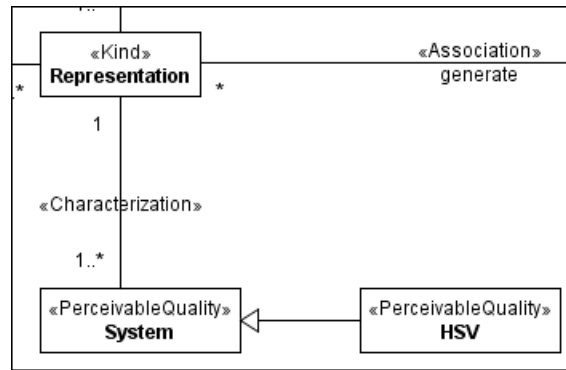 «Kind»
Representation
«Association»
generate
.*
*
1
«Characterization»
1..*
«PerceivableQuality»
System
«PerceivableQuality»
HSV